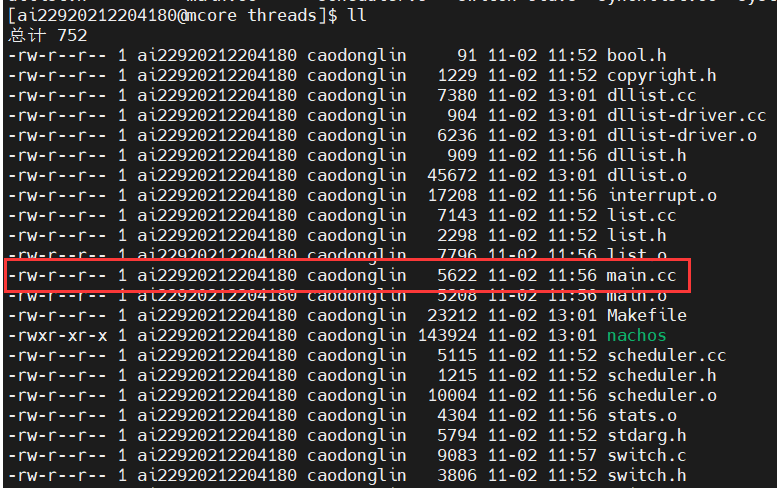 [ai22920212204180@mcore threads]$ ll
总计 752
-rw-r--r-- 1 ai22920212204180 caodonglin 91 11-02 11:52 bool.h
-rw-r--r-- 1 ai22920212204180 caodonglin 1229 11-02 11:52 copyright.h
-rw-r--r-- 1 ai22920212204180 caodonglin 7380 11-02 13:01 dllist.cc
-rw-r--r-- 1 ai22920212204180 caodonglin 904 11-02 13:01 dllist-driver.cc
-rw-r--r-- 1 ai22920212204180 caodonglin 6236 11-02 13:01 dllist-driver.o
-rw-r--r-- 1 ai22920212204180 caodonglin 909 11-02 11:56 dllist.h
-rw-r--r-- 1 ai22920212204180 caodonglin 45672 11-02 13:01 dllist.o
-rw-r--r-- 1 ai22920212204180 caodonglin 17208 11-02 11:56 interrupt.o
-rw-r--r-- 1 ai22920212204180 caodonglin 7143 11-02 11:52 list.cc
-rw-r--r-- 1 ai22920212204180 caodonglin 2298 11-02 11:52 list.h
-rw-r--r-- 1 ai22920212204180 caodonglin 7796 11-02 11:56 list.o
-rw-r--r-- 1 ai22920212204180 caodonglin 5622 11-02 11:56 main.cc
-rw-r--r-- 1 ai22920212204180 caodonglin 5208 11-02 11:56 main.o
-rw-r--r-- 1 ai22920212204180 caodonglin 23212 11-02 13:01 Makefile
-rwxr-xr-x 1 ai22920212204180 caodonglin 143924 11-02 13:01 nachos
-rw-r--r-- 1 ai22920212204180 caodonglin 5115 11-02 11:52 scheduler.cc
-rw-r--r-- 1 ai22920212204180 caodonglin 1215 11-02 11:52 scheduler.h
-rw-r--r-- 1 ai22920212204180 caodonglin 10004 11-02 11:56 scheduler.o
-rw-r--r-- 1 ai22920212204180 caodonglin 4304 11-02 11:56 stats.o
-rw-r--r-- 1 ai22920212204180 caodonglin 5794 11-02 11:52 stdarg.h
-rw-r--r-- 1 ai22920212204180 caodonglin 9083 11-02 11:57 switch.c
-rw-r--r-- 1 ai22920212204180 caodonglin 3806 11-02 11:52 switch.h